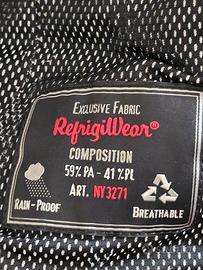 EXCLUSIVE FABRIC
RefrigiWear®
COMPOSITION
59% PA - 41% PL
ART. NY3271
RAIN-PROOF
BREATHABLE